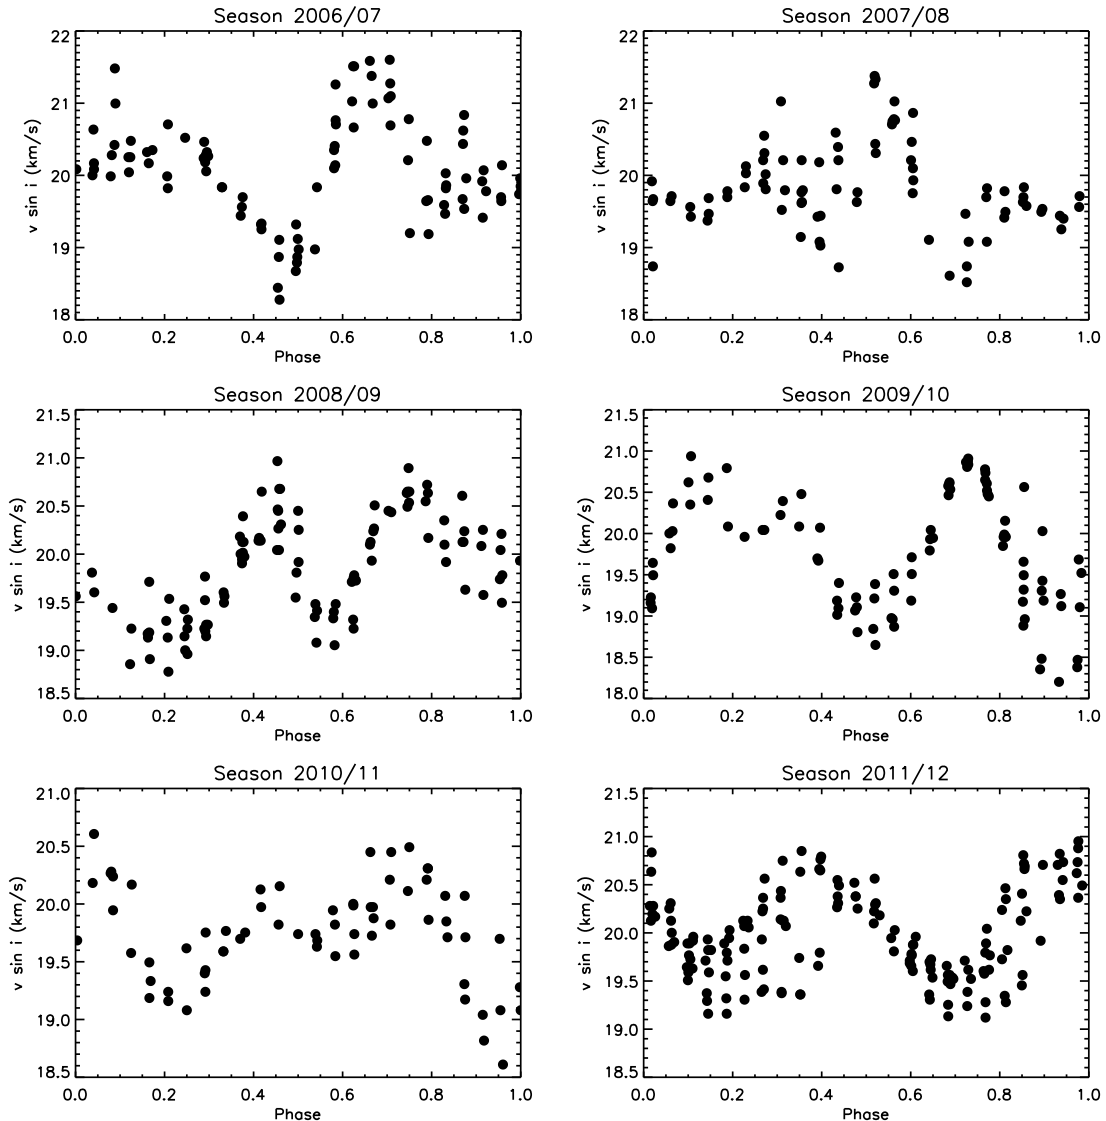 Season 2006/07
22
21
20
19
18
v sin i (km/s)
0.0 0.2 0.4 0.6 0.8 1.0
Phase
Season 2007/08
22
21
20
19
18
v sin i (km/s)
0.0 0.2 0.4 0.6 0.8 1.0
Phase
Season 2008/09
21.5
21.0
20.5
20.0
19.5
19.0
18.5
v sin i (km/s)
0.0 0.2 0.4 0.6 0.8 1.0
Phase
Season 2009/10
21.5
21.0
20.5
20.0
19.5
19.0
18.5
18.0
v sin i (km/s)
0.0 0.2 0.4 0.6 0.8 1.0
Phase
Season 2010/11
21.0
20.5
20.0
19.5
19.0
18.5
v sin i (km/s)
0.0 0.2 0.4 0.6 0.8 1.0
Phase
Season 2011/12
21.5
21.0
20.5
20.0
19.5
19.0
18.5
v sin i (km/s)
0.0 0.2 0.4 0.6 0.8 1.0
Phase